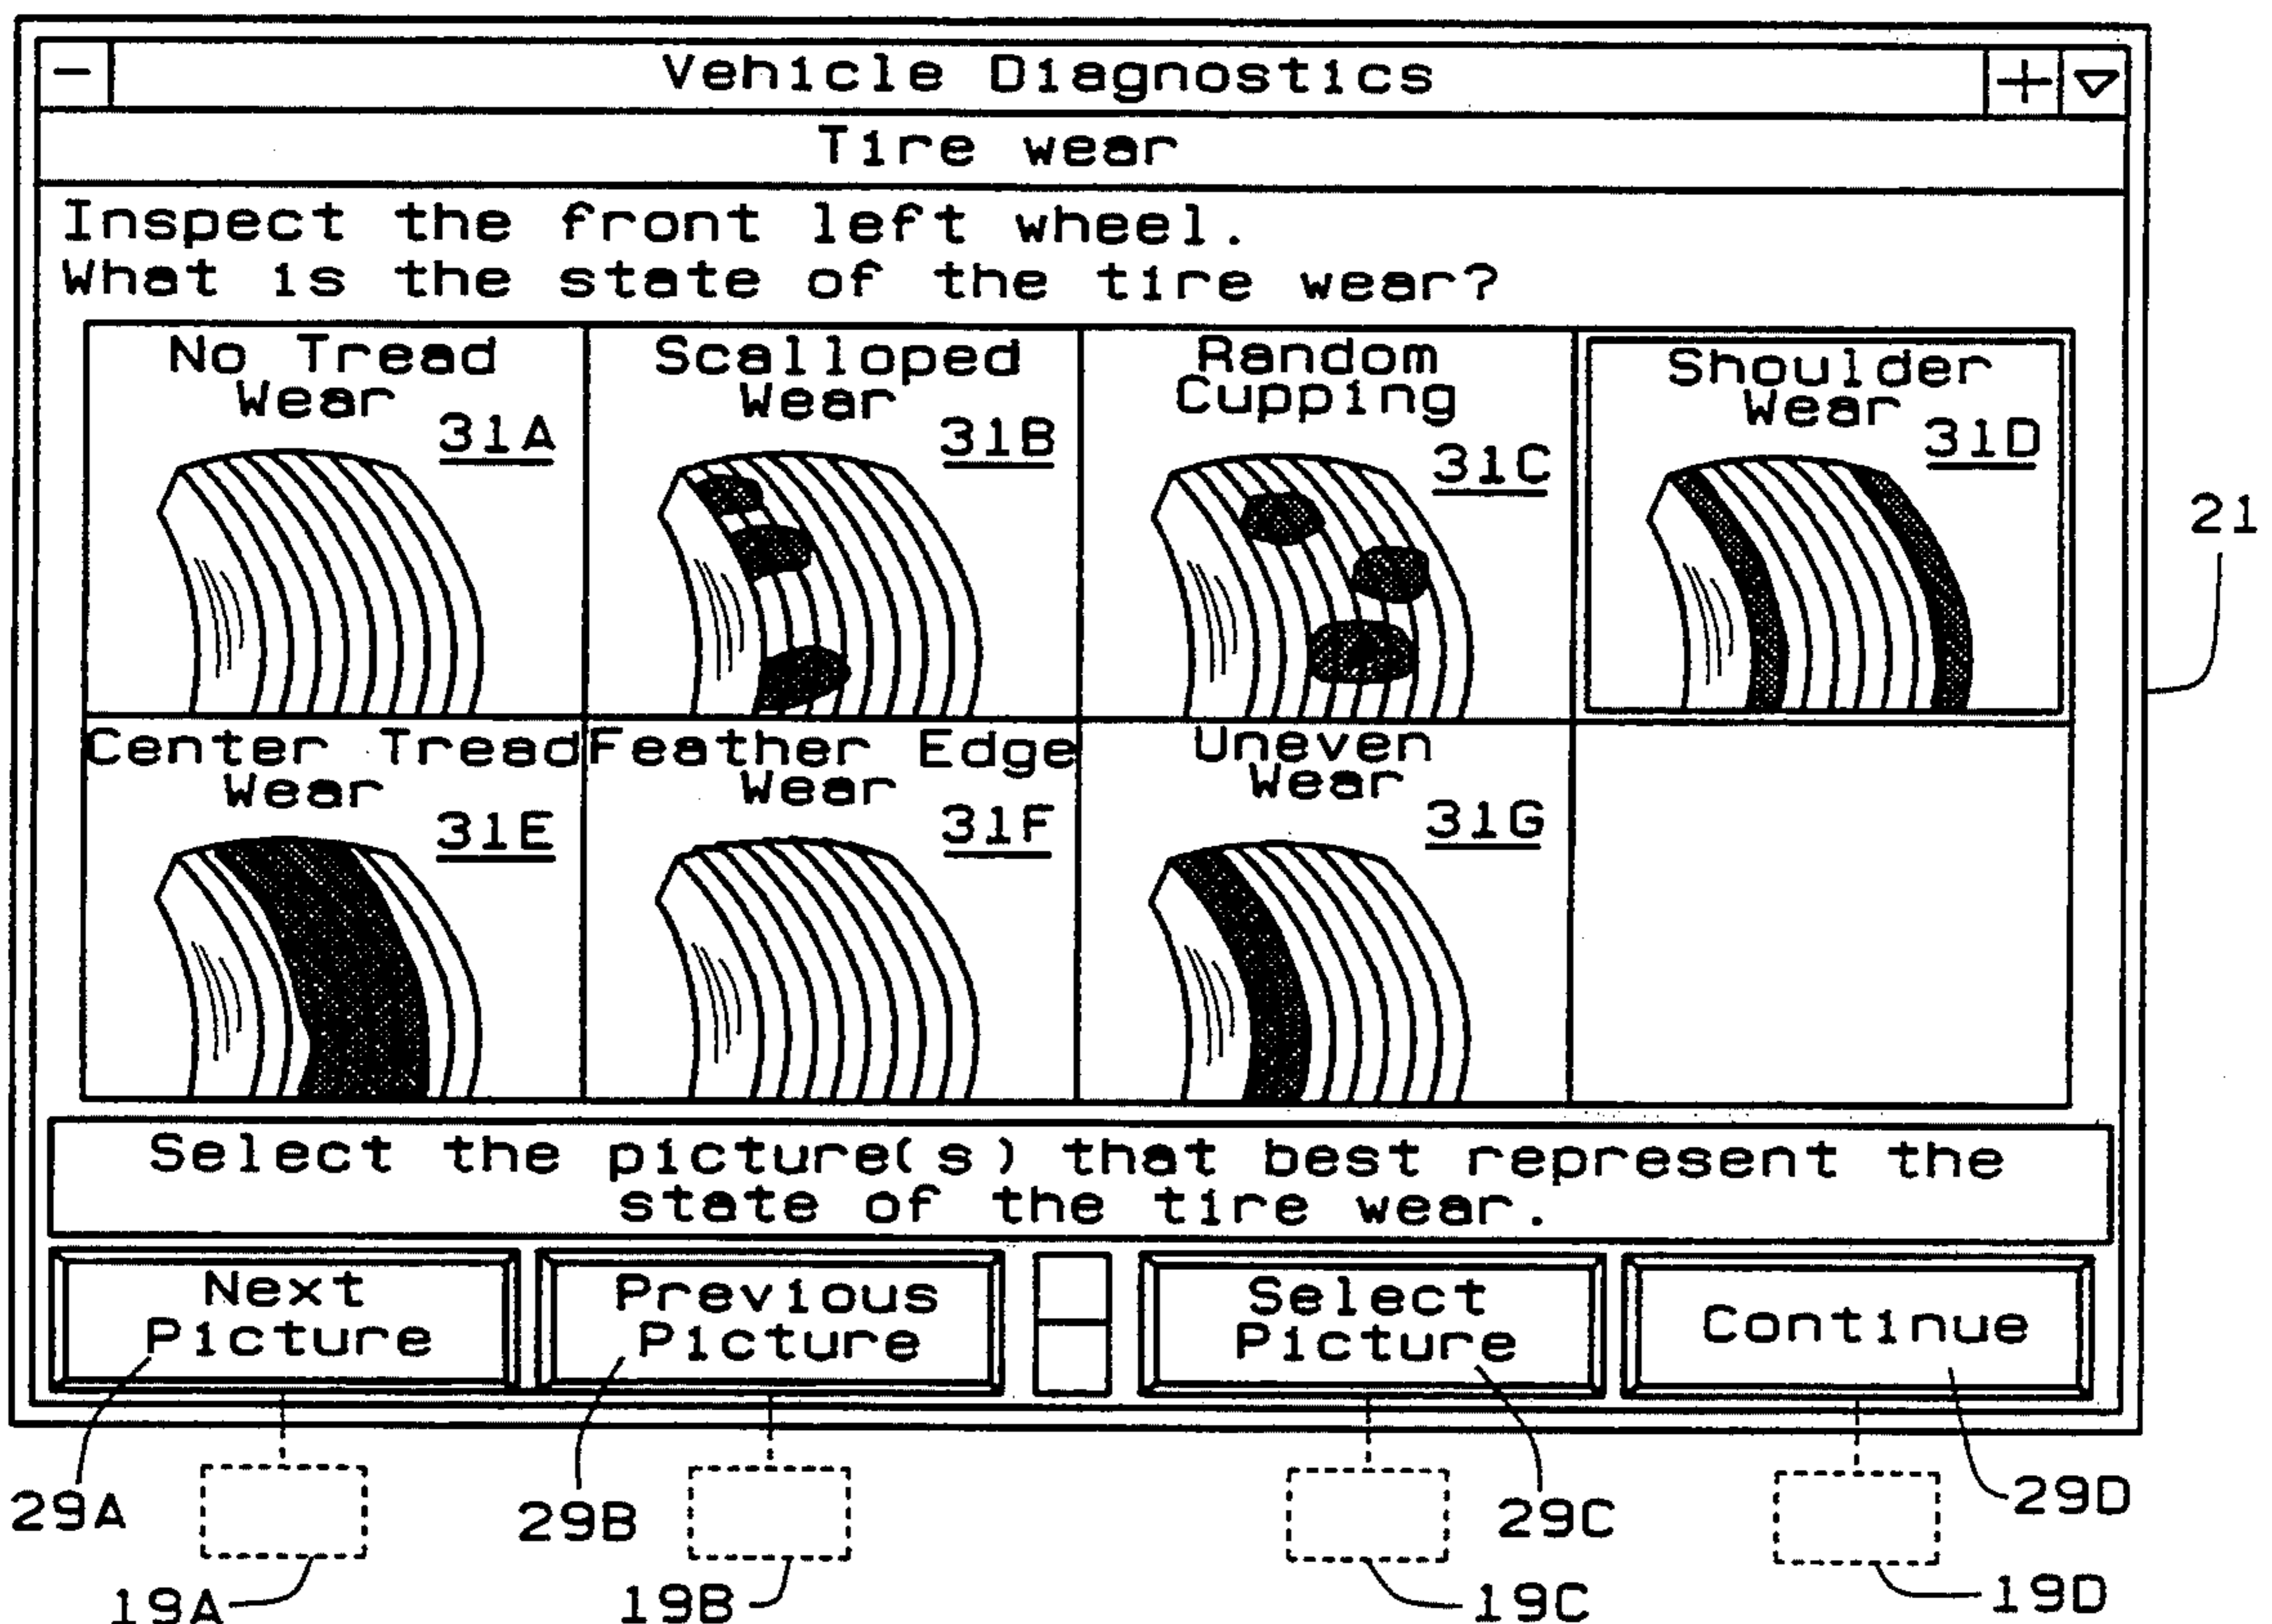 Vehicle Diagnostics
Tire wear
Inspect the front left wheel.
What is the state of the tire wear?
No Tread
Wear
31A
Scalloped
Wear
31B
Random
Cupping
31C
Shoulder
Wear
31D
21
Center Tread
Wear
31E
Feather Edge
Wear
31F
Uneven
Wear
31G
Select the picture(s) that best represent the
state of the tire wear.
Next
Picture
Previous
Picture
Select
Picture
Continue
29A
29B
29C
29D
19A
19B
19C
19D